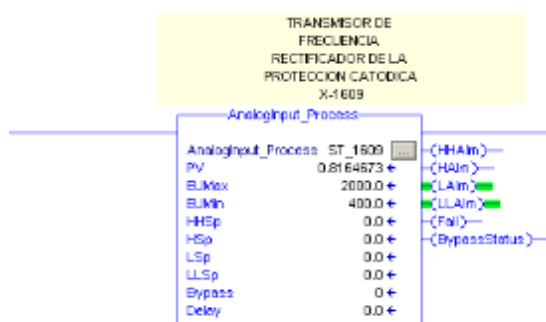 TRANSMISOR DE
FRECUENCIA
RECTIFICADOR DE LA
PROTECCION CATODICA
X-1609
AnalogInput_Process
AnalogInput_Process ST_1609 ...
PV 0.8164673
EUMax 2000.0
EUMin 400.0
HHSp 0.0
HSp 0.0
LSp 0.0
LLSp 0.0
Bypass 0
Delay 0.0
(HHAlm)
(HAlm)
(LAlm)
(LLAlm)
(Fail)
(BypassStatus)